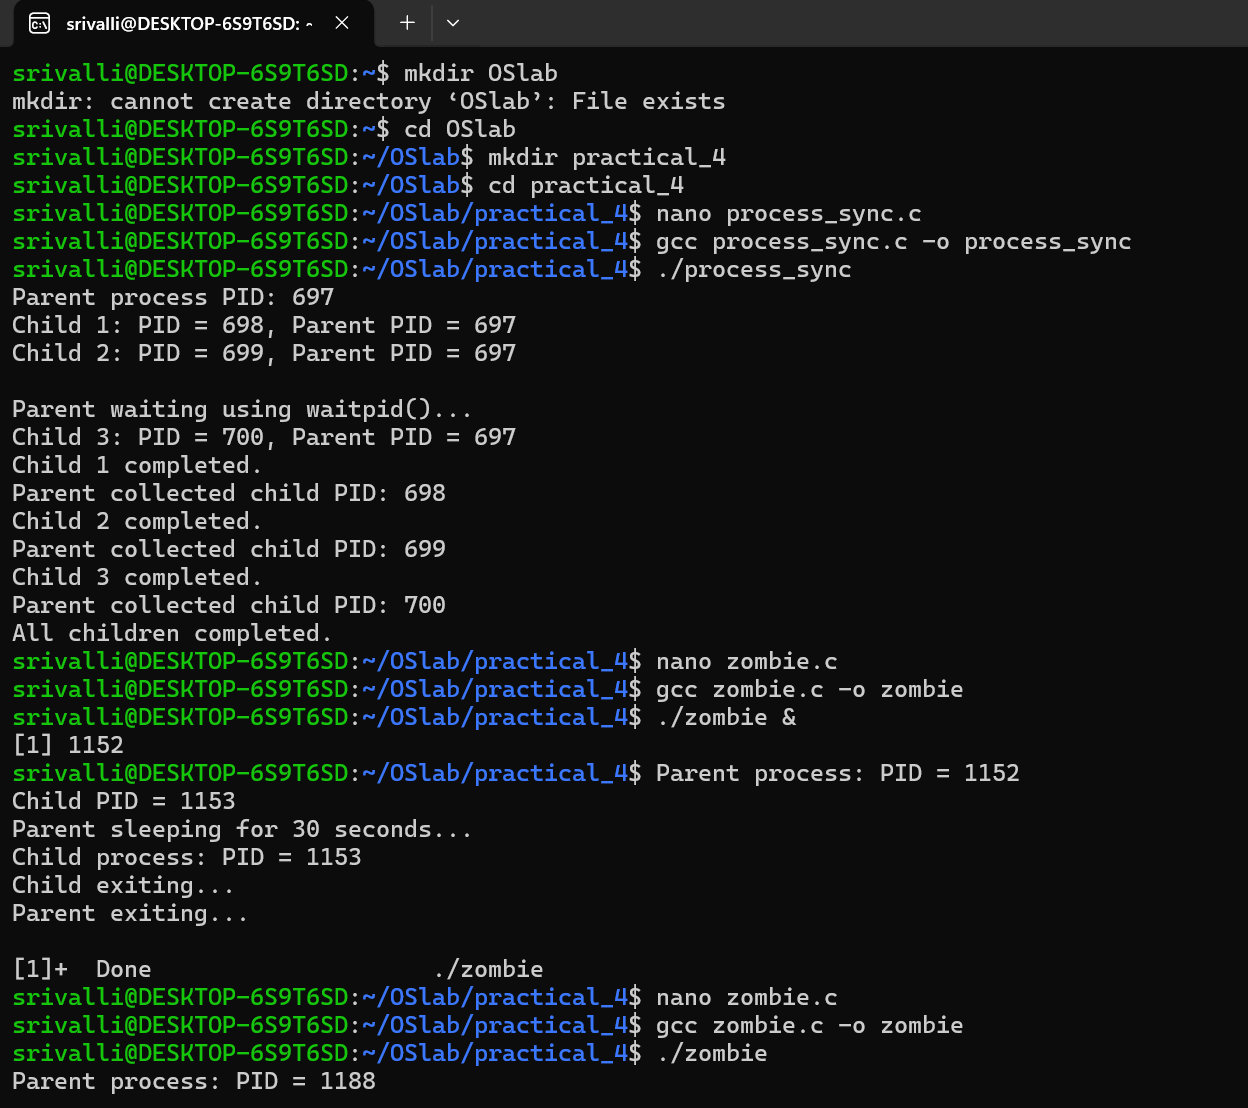 srivalli@DESKTOP-6S9T6SD: ~
srivalli@DESKTOP-6S9T6SD:~$ mkdir OSlab
mkdir: cannot create directory ‘OSlab’: File exists
srivalli@DESKTOP-6S9T6SD:~$ cd OSlab
srivalli@DESKTOP-6S9T6SD:~/OSlab$ mkdir practical_4
srivalli@DESKTOP-6S9T6SD:~/OSlab$ cd practical_4
srivalli@DESKTOP-6S9T6SD:~/OSlab/practical_4$ nano process_sync.c
srivalli@DESKTOP-6S9T6SD:~/OSlab/practical_4$ gcc process_sync.c -o process_sync
srivalli@DESKTOP-6S9T6SD:~/OSlab/practical_4$ ./process_sync
Parent process PID: 697
Child 1: PID = 698, Parent PID = 697
Child 2: PID = 699, Parent PID = 697

Parent waiting using waitpid()...
Child 3: PID = 700, Parent PID = 697
Child 1 completed.
Parent collected child PID: 698
Child 2 completed.
Parent collected child PID: 699
Child 3 completed.
Parent collected child PID: 700
All children completed.
srivalli@DESKTOP-6S9T6SD:~/OSlab/practical_4$ nano zombie.c
srivalli@DESKTOP-6S9T6SD:~/OSlab/practical_4$ gcc zombie.c -o zombie
srivalli@DESKTOP-6S9T6SD:~/OSlab/practical_4$ ./zombie &
[1] 1152
srivalli@DESKTOP-6S9T6SD:~/OSlab/practical_4$ Parent process: PID = 1152
Child PID = 1153
Parent sleeping for 30 seconds...
Child process: PID = 1153
Child exiting...
Parent exiting...

[1]+  Done                    ./zombie
srivalli@DESKTOP-6S9T6SD:~/OSlab/practical_4$ nano zombie.c
srivalli@DESKTOP-6S9T6SD:~/OSlab/practical_4$ gcc zombie.c -o zombie
srivalli@DESKTOP-6S9T6SD:~/OSlab/practical_4$ ./zombie
Parent process: PID = 1188